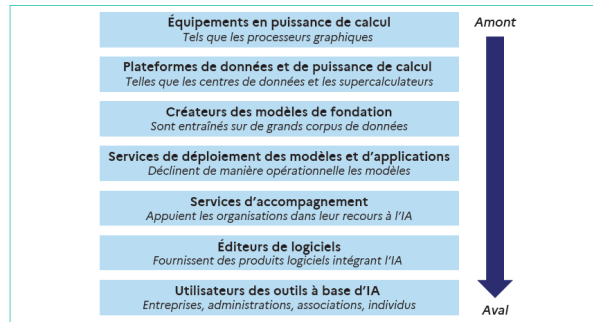 Équipements en puissance de calcul
Tels que les processeurs graphiques
Amont
Plateformes de données et de puissance de calcul
Telles que les centres de données et les supercalculateurs
Créateurs des modèles de fondation
Sont entraînés sur de grands corpus de données
Services de déploiement des modèles et d'applications
Déclinent de manière opérationnelle les modèles
Services d'accompagnement
Appuient les organisations dans leur recours à l'IA
Éditeurs de logiciels
Fournissent des produits logiciels intégrant l'IA
Utilisateurs des outils à base d'IA
Entreprises, administrations, associations, individus
Aval